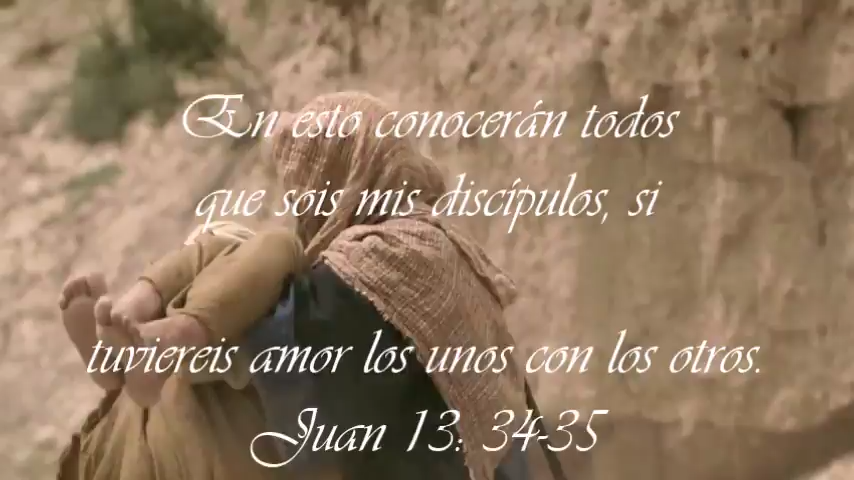 En esto conocerán todos
que sois mis discípulos, si
tuviereis amor los unos con los otros.
Juan 13: 34-35